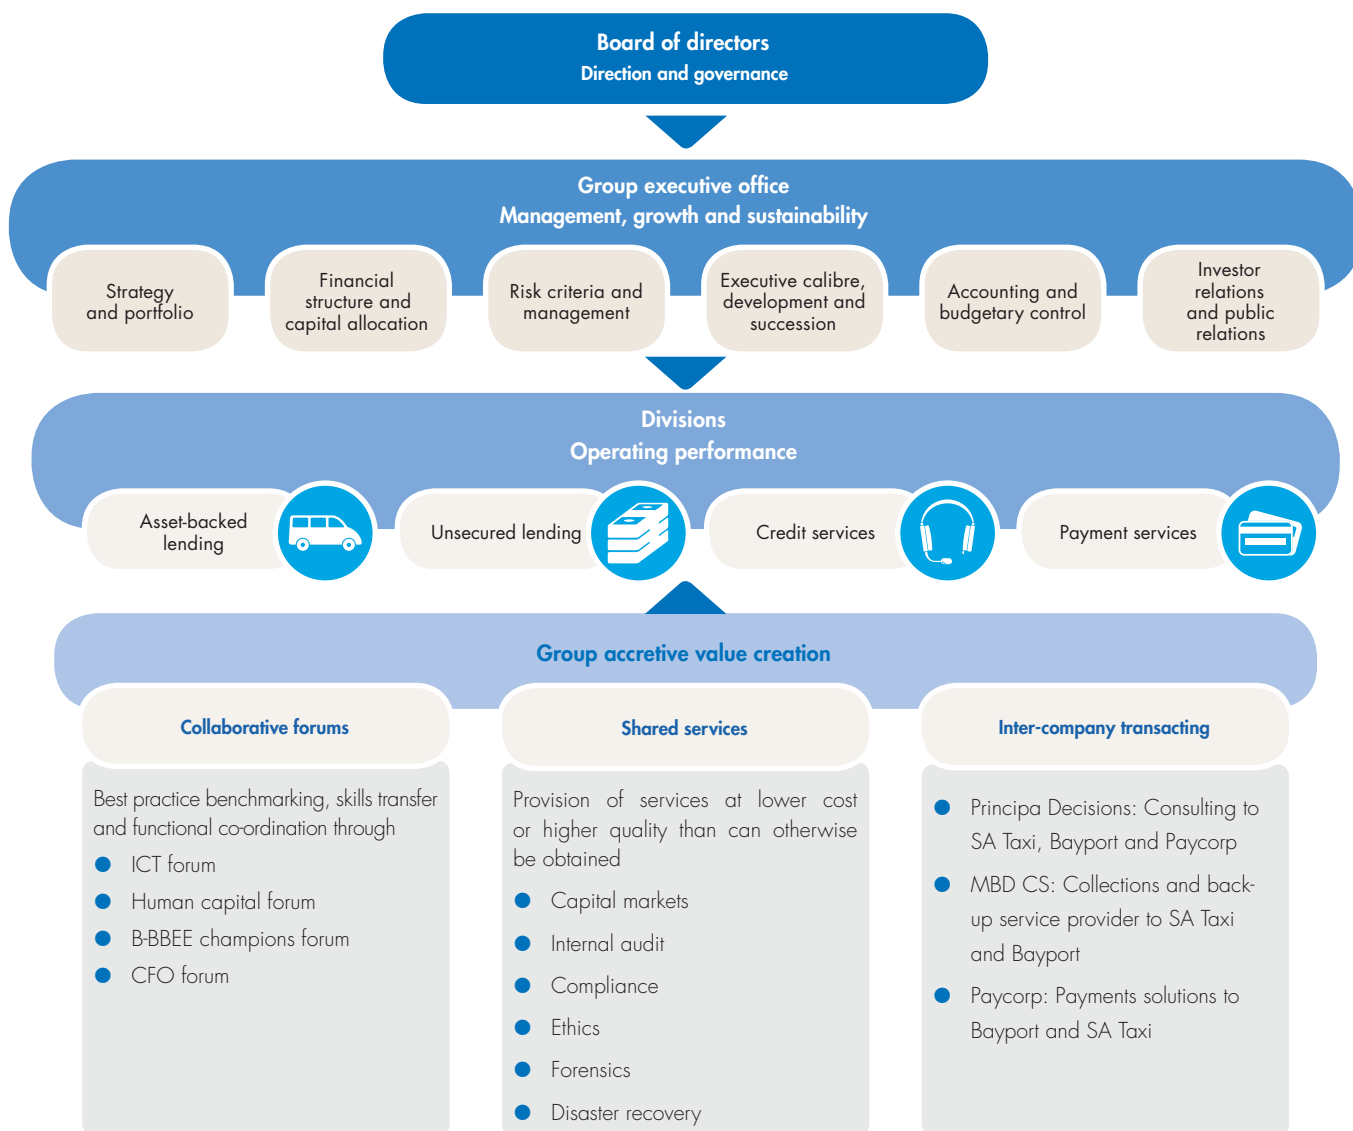 Board of directors
Direction and governance
Group executive office
Management, growth and sustainability
Strategy
and portfolio
Financial
structure and
capital allocation
Risk criteria and
management
Executive calibre,
development and
succession
Accounting and
budgetary control
Investor
relations
and public
relations
Divisions
Operating performance
Asset-backed
lending
Unsecured lending
Credit services
Payment services
Group accretive value creation
Collaborative forums
Best practice benchmarking, skills transfer
and functional co-ordination through
● ICT forum
● Human capital forum
● B-BBEE champions forum
● CFO forum
Shared services
Provision of services at lower cost
or higher quality than can otherwise
be obtained
● Capital markets
● Internal audit
● Compliance
● Ethics
● Forensics
● Disaster recovery
Inter-company transacting
● Principa Decisions: Consulting to
SA Taxi, Bayport and Paycorp
● MBD CS: Collections and back-
up service provider to SA Taxi
and Bayport
● Paycorp: Payments solutions to
Bayport and SA Taxi